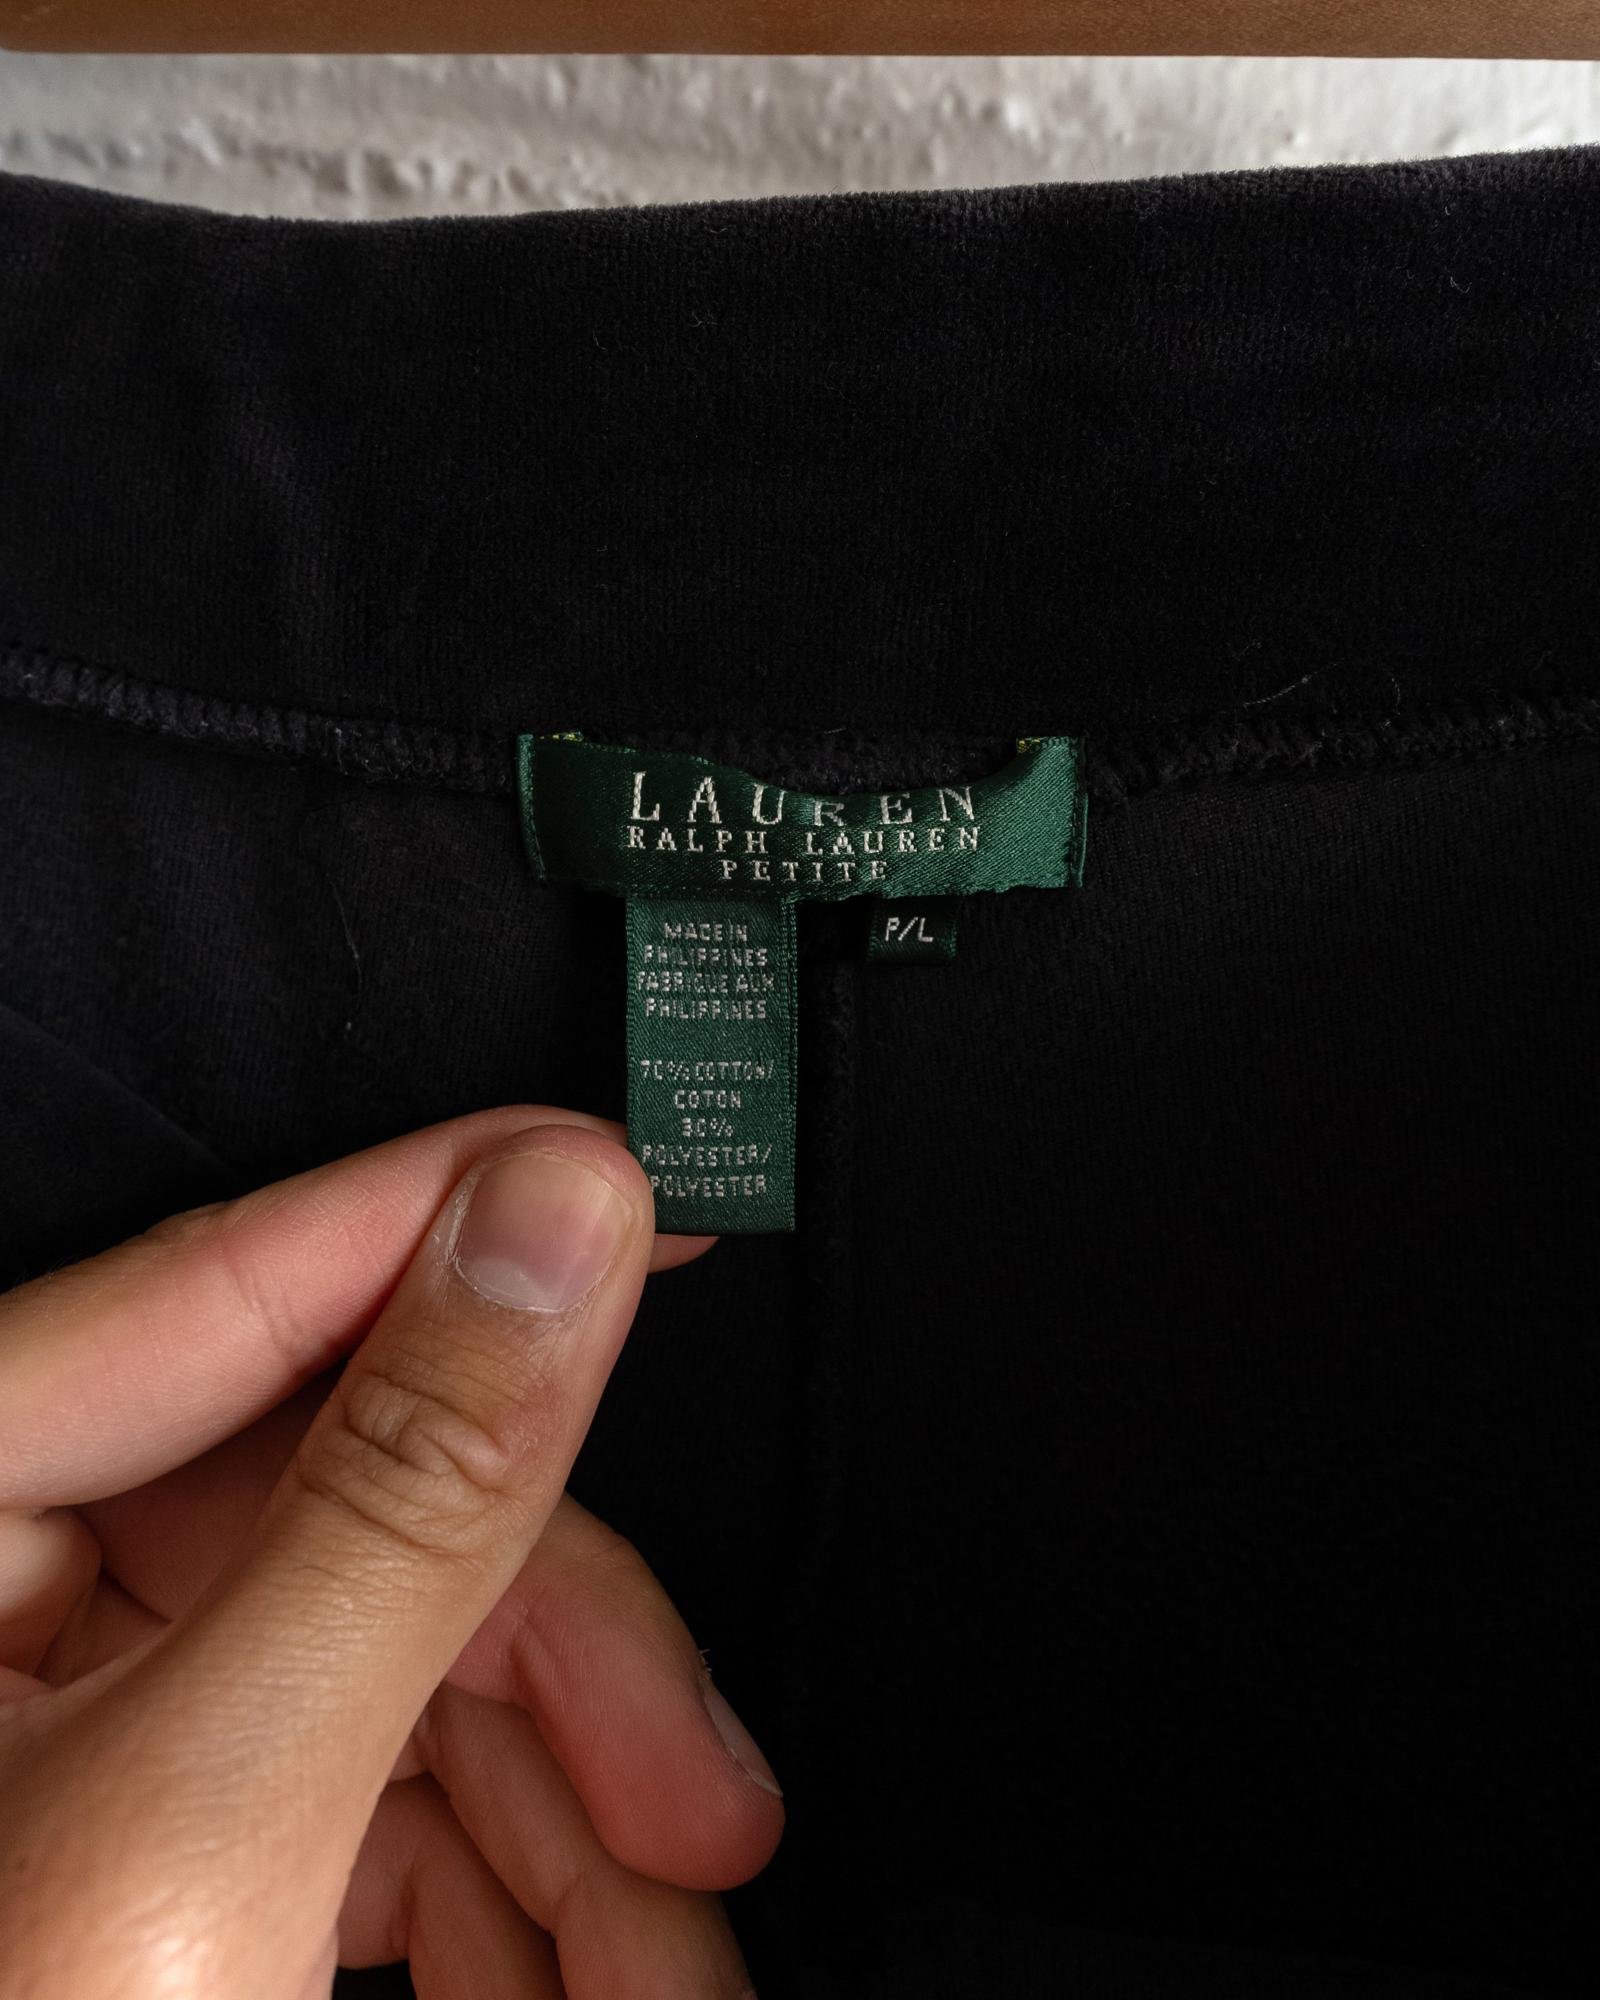 LAUREN
RALPH LAUREN
PETITE
P/L
MADE IN
PHILIPPINES
FABRIQUE AUX
PHILIPPINES
70% COTTON/
COTON
30%
POLYESTER/
POLYESTER